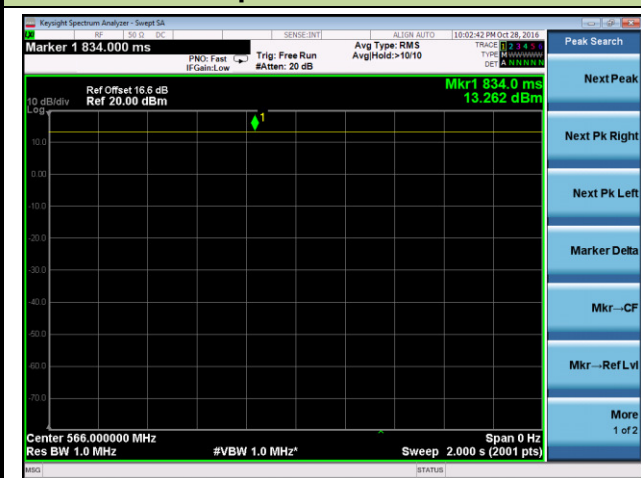 Keysight Spectrum Analyzer - Swept SA
RF 50 Ω DC SENSE:INT ALIGN AUTO 10:02:42 PM Oct 28, 2016
Marker 1 834.000 ms
PNO: Fast
IFGain:Low
Trig: Free Run
#Atten: 20 dB
Avg Type: RMS
Avg|Hold:>10/10
TRACE 1 2 3 4 5 6
TYPE M W W W W W
DET A N N N N N
Peak Search
Next Peak
Next Pk Right
Next Pk Left
Marker Delta
Mkr→CF
Mkr→Ref Lvl
More
1 of 2
Mkr1 834.0 ms
13.262 dBm
Ref Offset 16.6 dB
10 dB/div Ref 20.00 dBm
Log
1
10.0
0.00
-10.0
-20.0
-30.0
-40.0
-50.0
-60.0
-70.0
Center 566.000000 MHz Span 0 Hz
Res BW 1.0 MHz #VBW 1.0 MHz* Sweep 2.000 s (2001 pts)
MSG STATUS